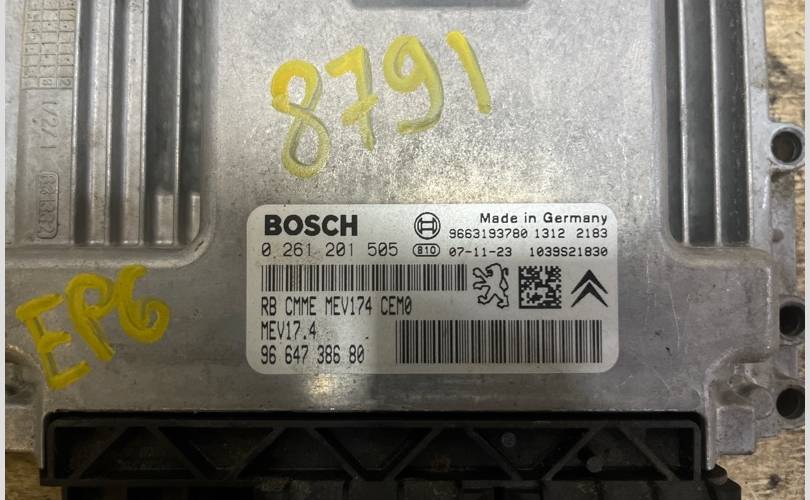 8791
BOSCH
Made in Germany
9663193780 1312 2183
0 261 201 505 B10 07-11-23 1039S21830
RB CMME MEV174 CEM0
MEV17.4
96 647 386 80
EP6